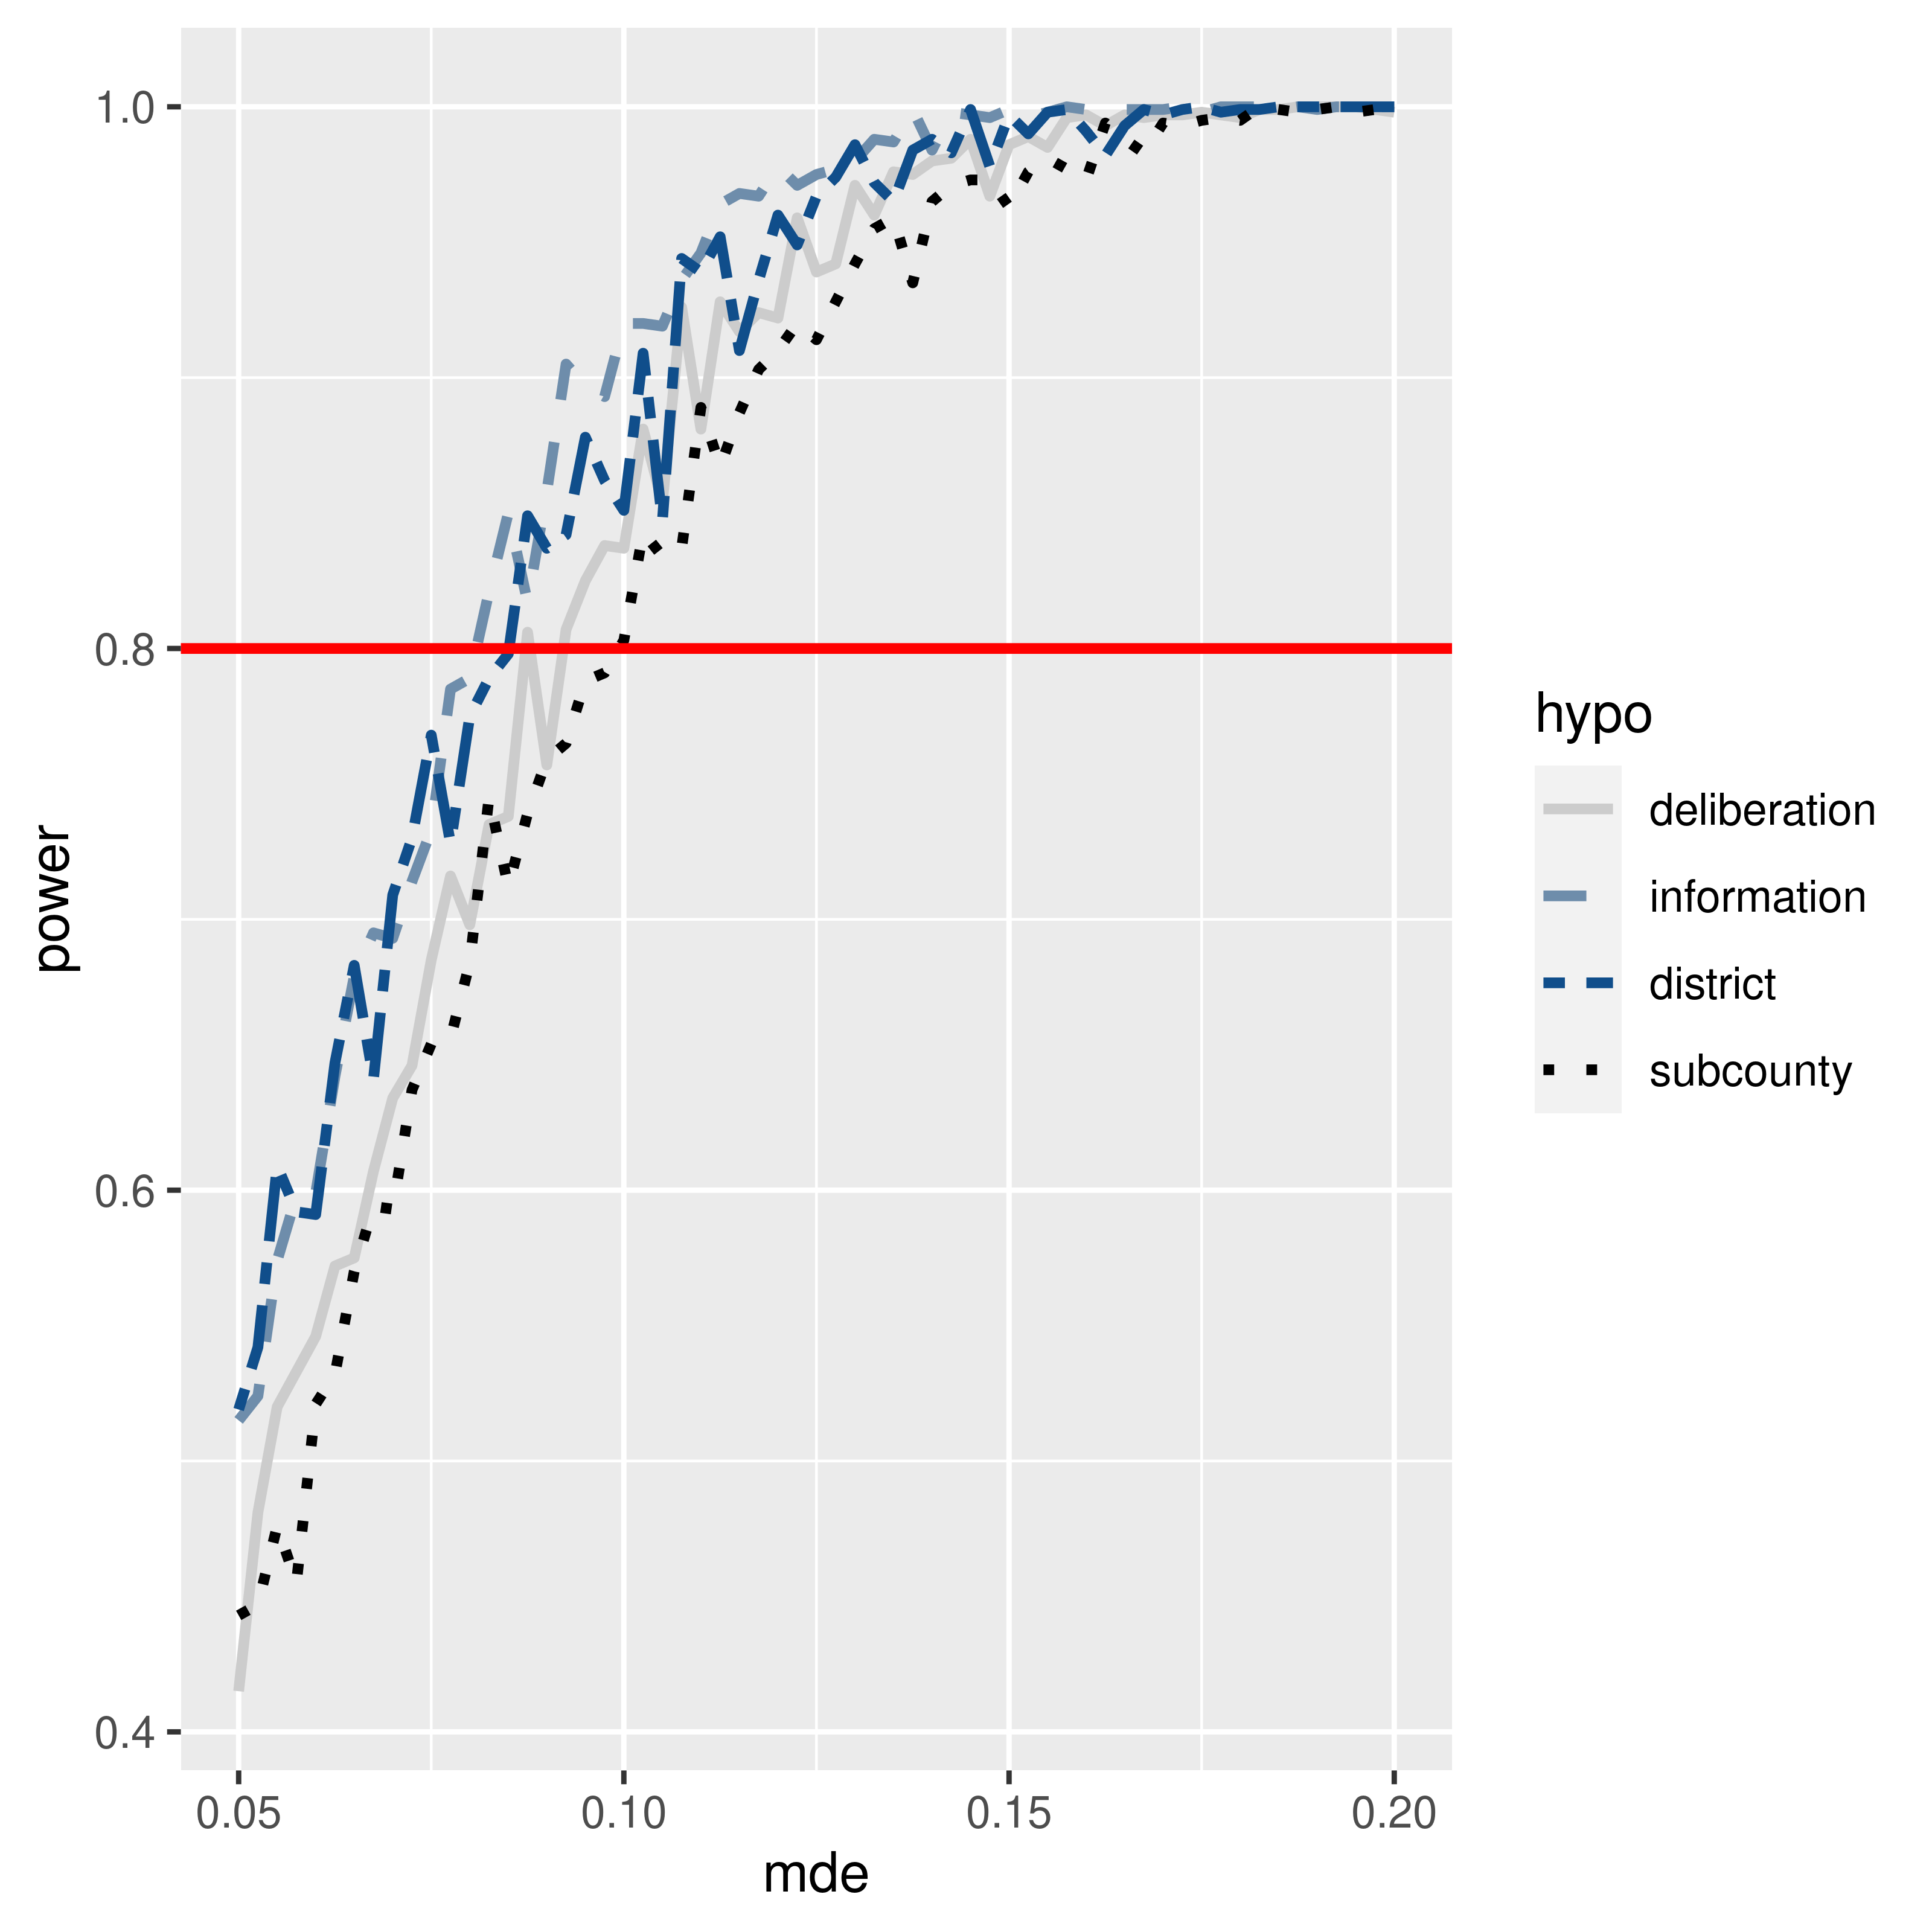 1.0
0.8
0.6
0.4
power
0.05
0.10
0.15
0.20
mde
hypo
deliberation
information
district
subcounty